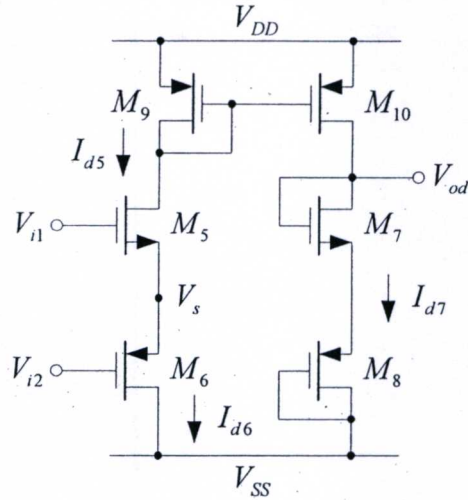 V_DD
M_9
M_10
I_d5
V_od
V_i1
M_5
M_7
V_s
I_d7
V_i2
M_6
M_8
I_d6
V_SS